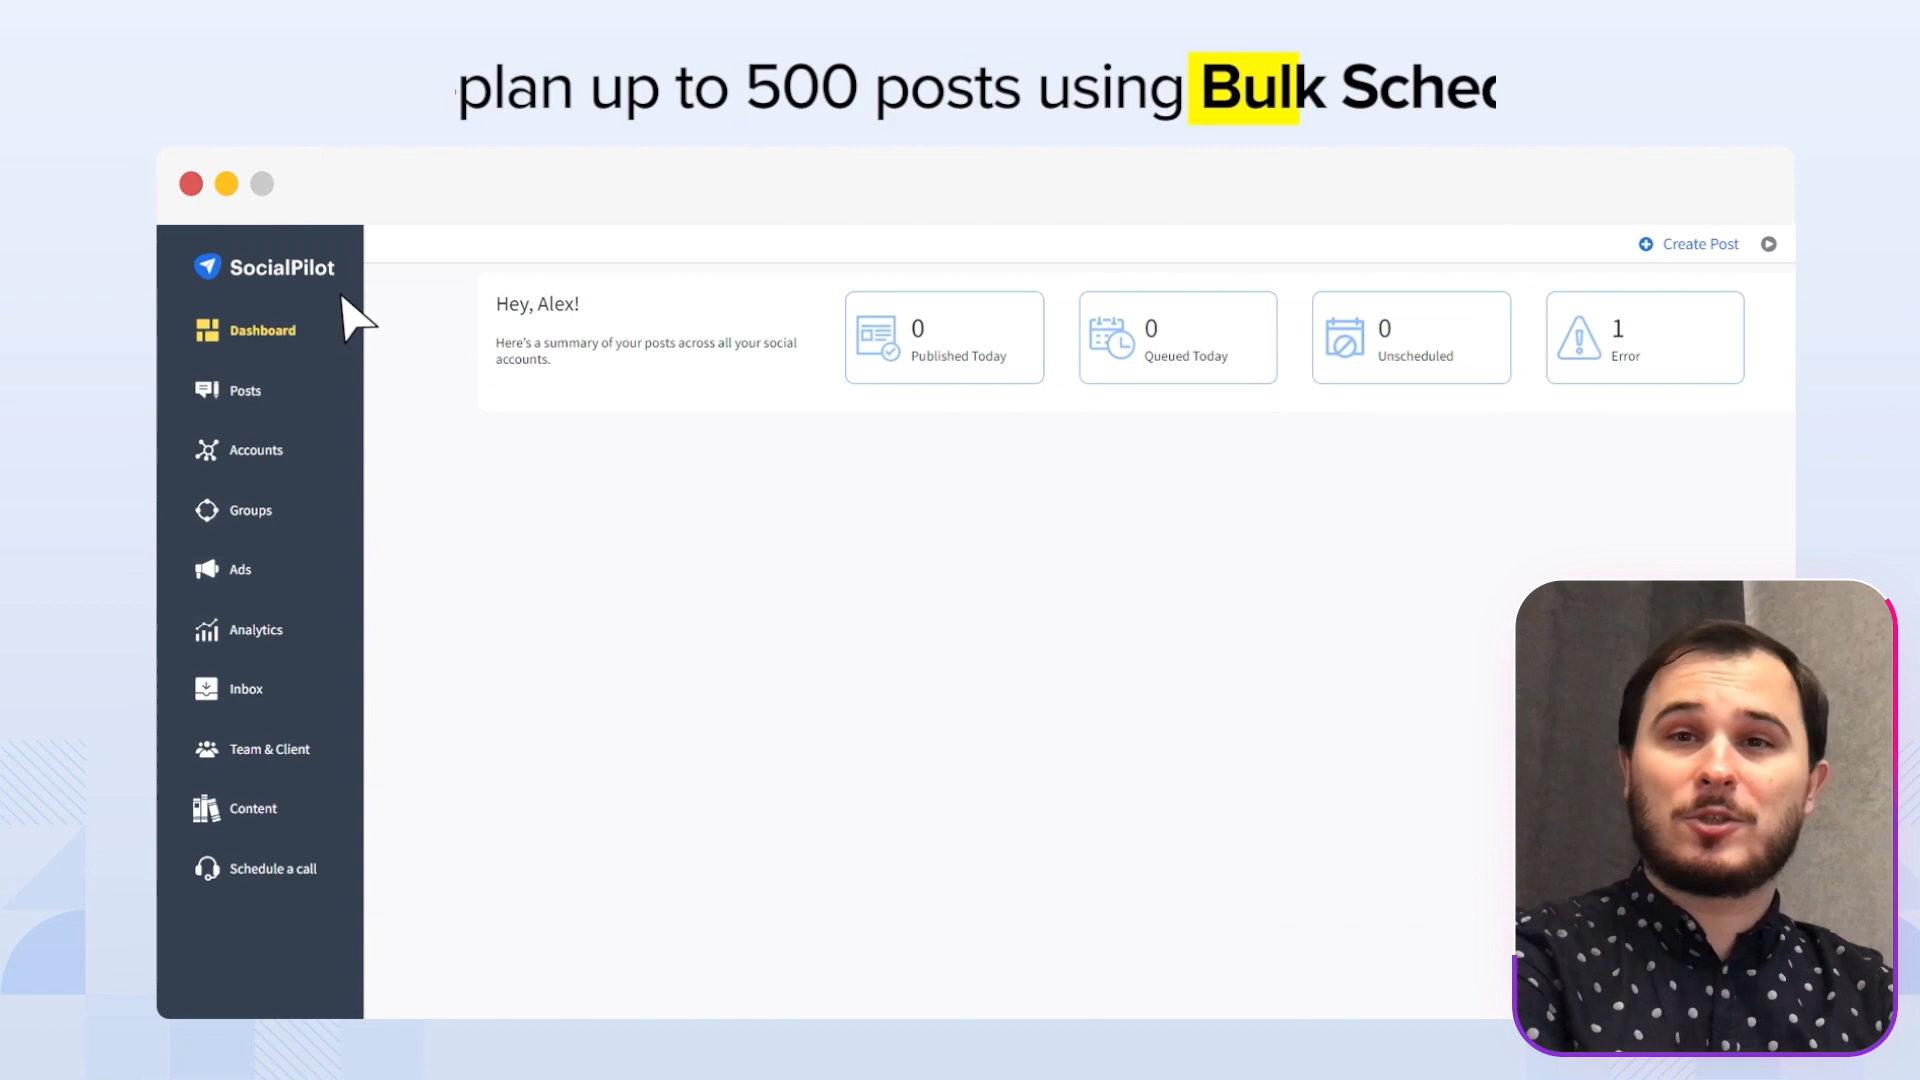 plan up to 500 posts using Bulk Sched
SocialPilot
Create Post
Dashboard
Posts
Accounts
Groups
Ads
Analytics
Inbox
Team & Client
Content
Schedule a call
Hey, Alex!
Here's a summary of your posts across all your social
accounts.
0
Published Today
0
Queued Today
0
Unscheduled
1
Error